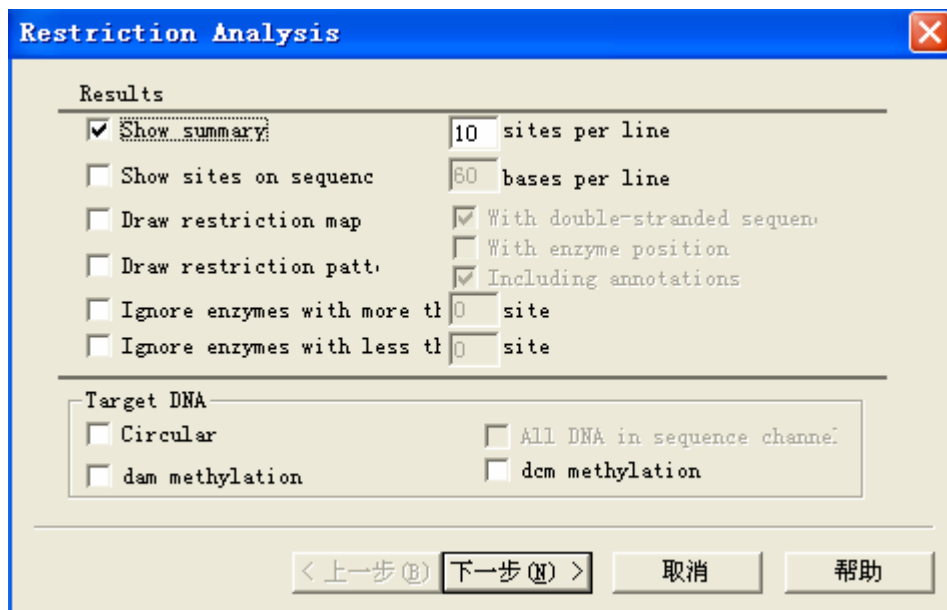 Restriction Analysis
Results
Show summary 10 sites per line
Show sites on sequenc 60 bases per line
Draw restriction map With double-stranded sequenc
With enzyme position
Draw restriction patt
Including annotations
Ignore enzymes with more th 0 site
Ignore enzymes with less th 0 site
Target DNA
Circular All DNA in sequence channel
dam methylation dcm methylation
< 上一步(B) 下一步(N) > 取消 帮助